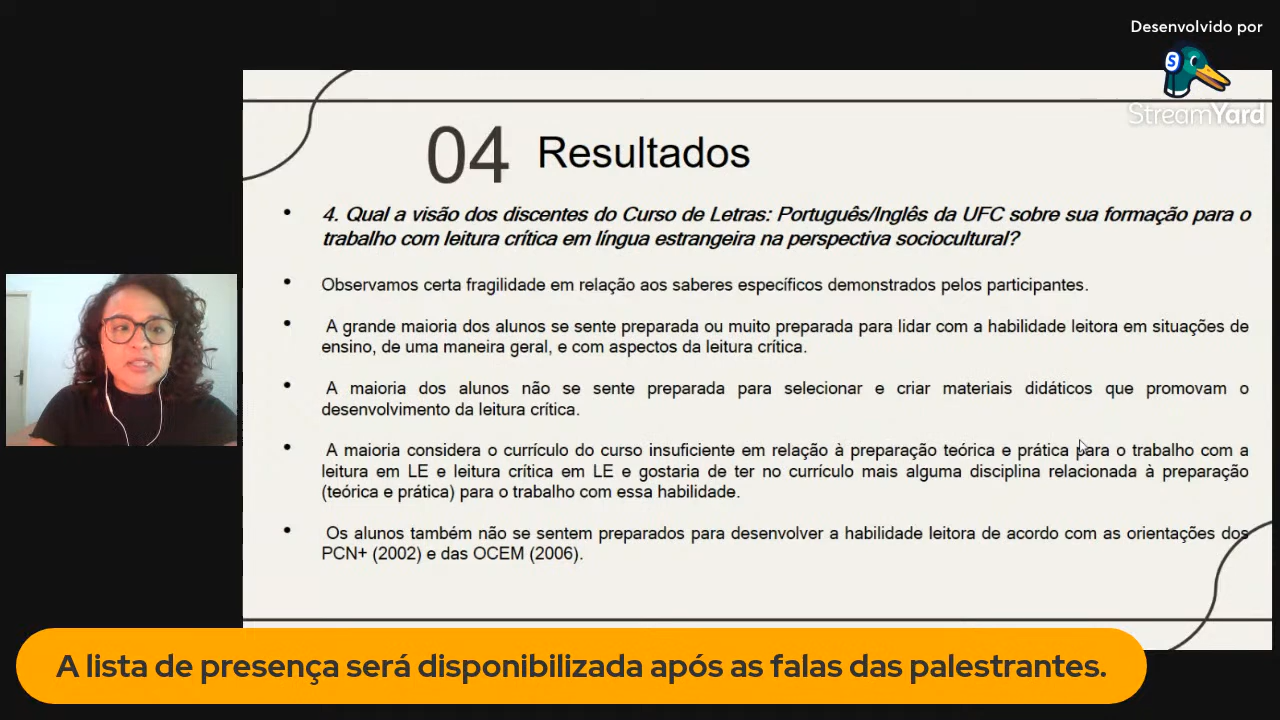 Desenvolvido por
S
StreamYard
04 Resultados
• 4. Qual a visão dos discentes do Curso de Letras: Português/Inglês da UFC sobre sua formação para o
trabalho com leitura crítica em língua estrangeira na perspectiva sociocultural?
• Observamos certa fragilidade em relação aos saberes específicos demonstrados pelos participantes.
• A grande maioria dos alunos se sente preparada ou muito preparada para lidar com a habilidade leitora em situações de
ensino, de uma maneira geral, e com aspectos da leitura crítica.
• A maioria dos alunos não se sente preparada para selecionar e criar materiais didáticos que promovam o
desenvolvimento da leitura crítica.
• A maioria considera o currículo do curso insuficiente em relação à preparação teórica e prática para o trabalho com a
leitura em LE e leitura crítica em LE e gostaria de ter no currículo mais alguma disciplina relacionada à preparação
(teórica e prática) para o trabalho com essa habilidade.
• Os alunos também não se sentem preparados para desenvolver a habilidade leitora de acordo com as orientações dos
PCN+ (2002) e das OCEM (2006).
A lista de presença será disponibilizada após as falas das palestrantes.